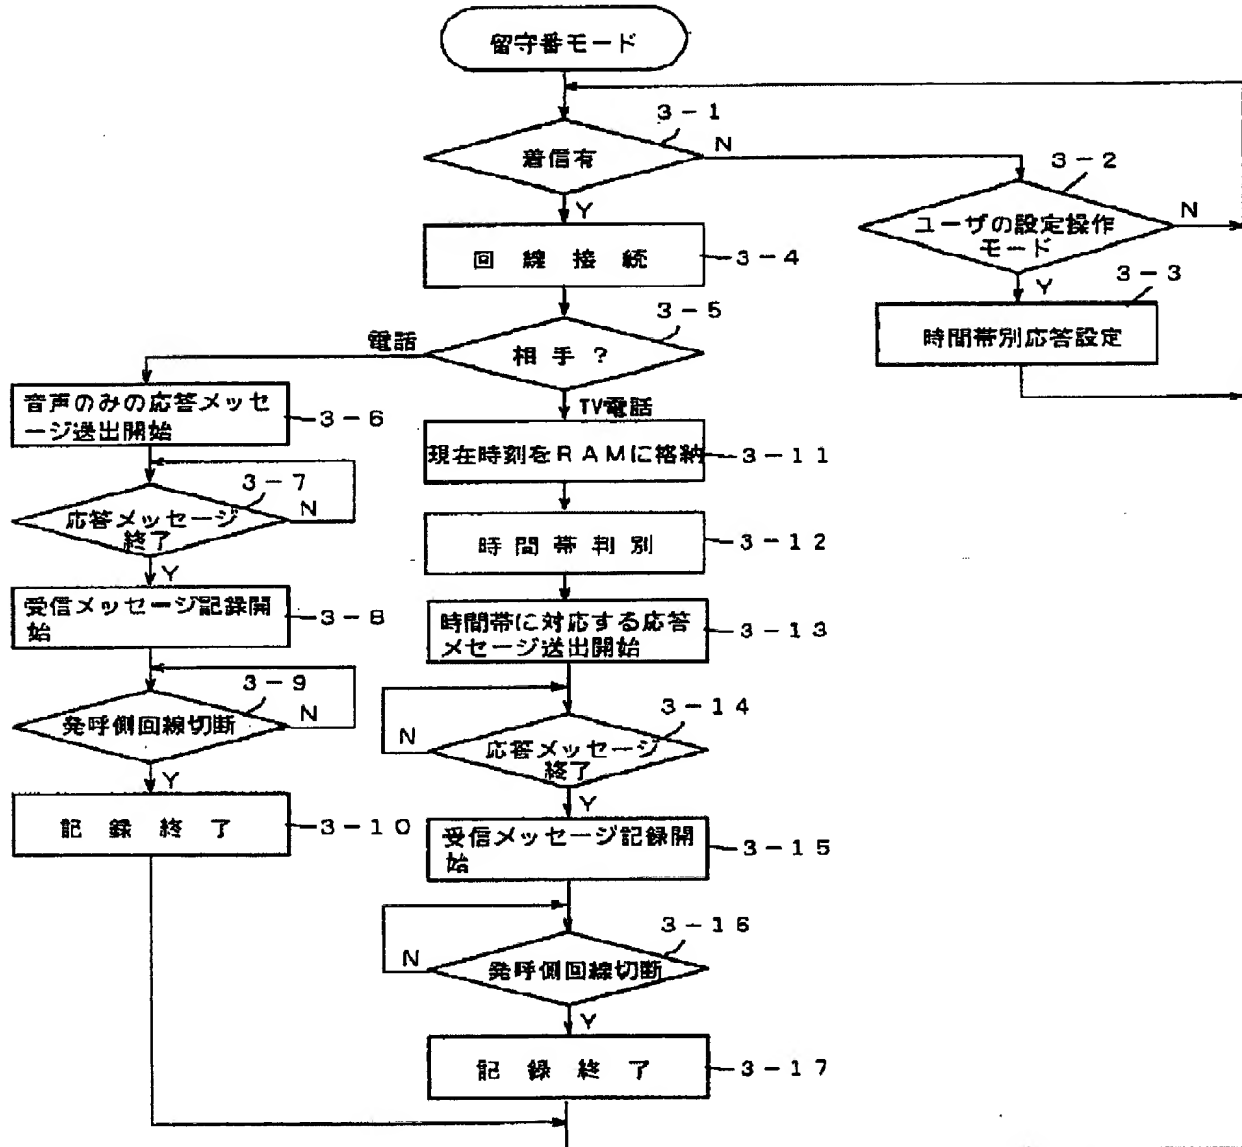 留守番モード
3-1
着信有
N
Y
3-2
ユーザの設定操作
モード
N
Y
3-3
時間帯別応答設定
回線接続
3-4
3-5
相手?
電話
TV電話
音声のみの応答メッセ
ージ送出開始
3-6
3-7
応答メッセージ
終了
N
Y
受信メッセージ記録開
始
3-8
3-9
発呼側回線切断
N
Y
記録終了
3-10
現在時刻をRAMに格納
3-11
時間帯判別
3-12
時間帯に対応する応答
メセージ送出開始
3-13
3-14
応答メッセージ
終了
N
Y
受信メッセージ記録開
始
3-15
3-16
発呼側回線切断
N
Y
記録終了
3-17